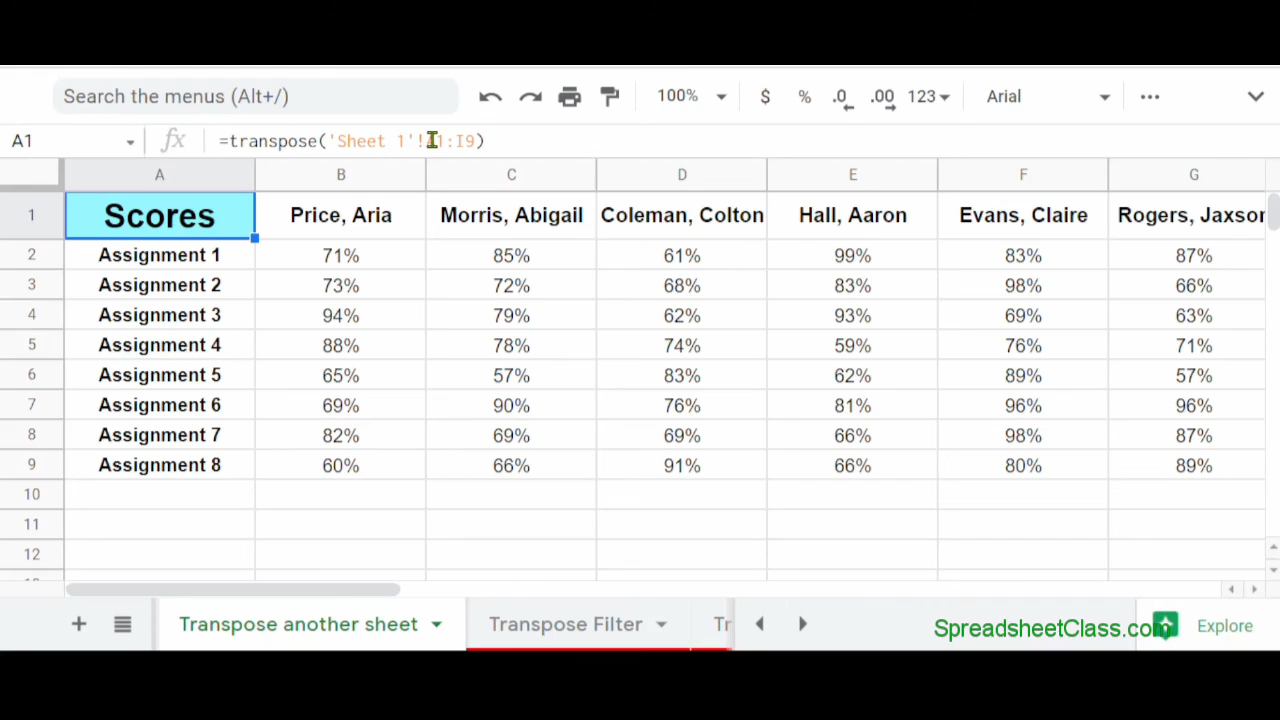 Search the menus (Alt+/) 100% $ % .0 .00 123 Arial
A1 fx =transpose('Sheet 1'!A1:I9)
A B C D E F G
1 Scores Price, Aria Morris, Abigail Coleman, Colton Hall, Aaron Evans, Claire Rogers, Jaxson
2 Assignment 1 71% 85% 61% 99% 83% 87%
3 Assignment 2 73% 72% 68% 83% 98% 66%
4 Assignment 3 94% 79% 62% 93% 69% 63%
5 Assignment 4 88% 78% 74% 59% 76% 71%
6 Assignment 5 65% 57% 83% 62% 89% 57%
7 Assignment 6 69% 90% 76% 81% 96% 96%
8 Assignment 7 82% 69% 69% 66% 98% 87%
9 Assignment 8 60% 66% 91% 66% 80% 89%
10
11
12
Transpose another sheet Transpose Filter Tr SpreadsheetClass.com Explore